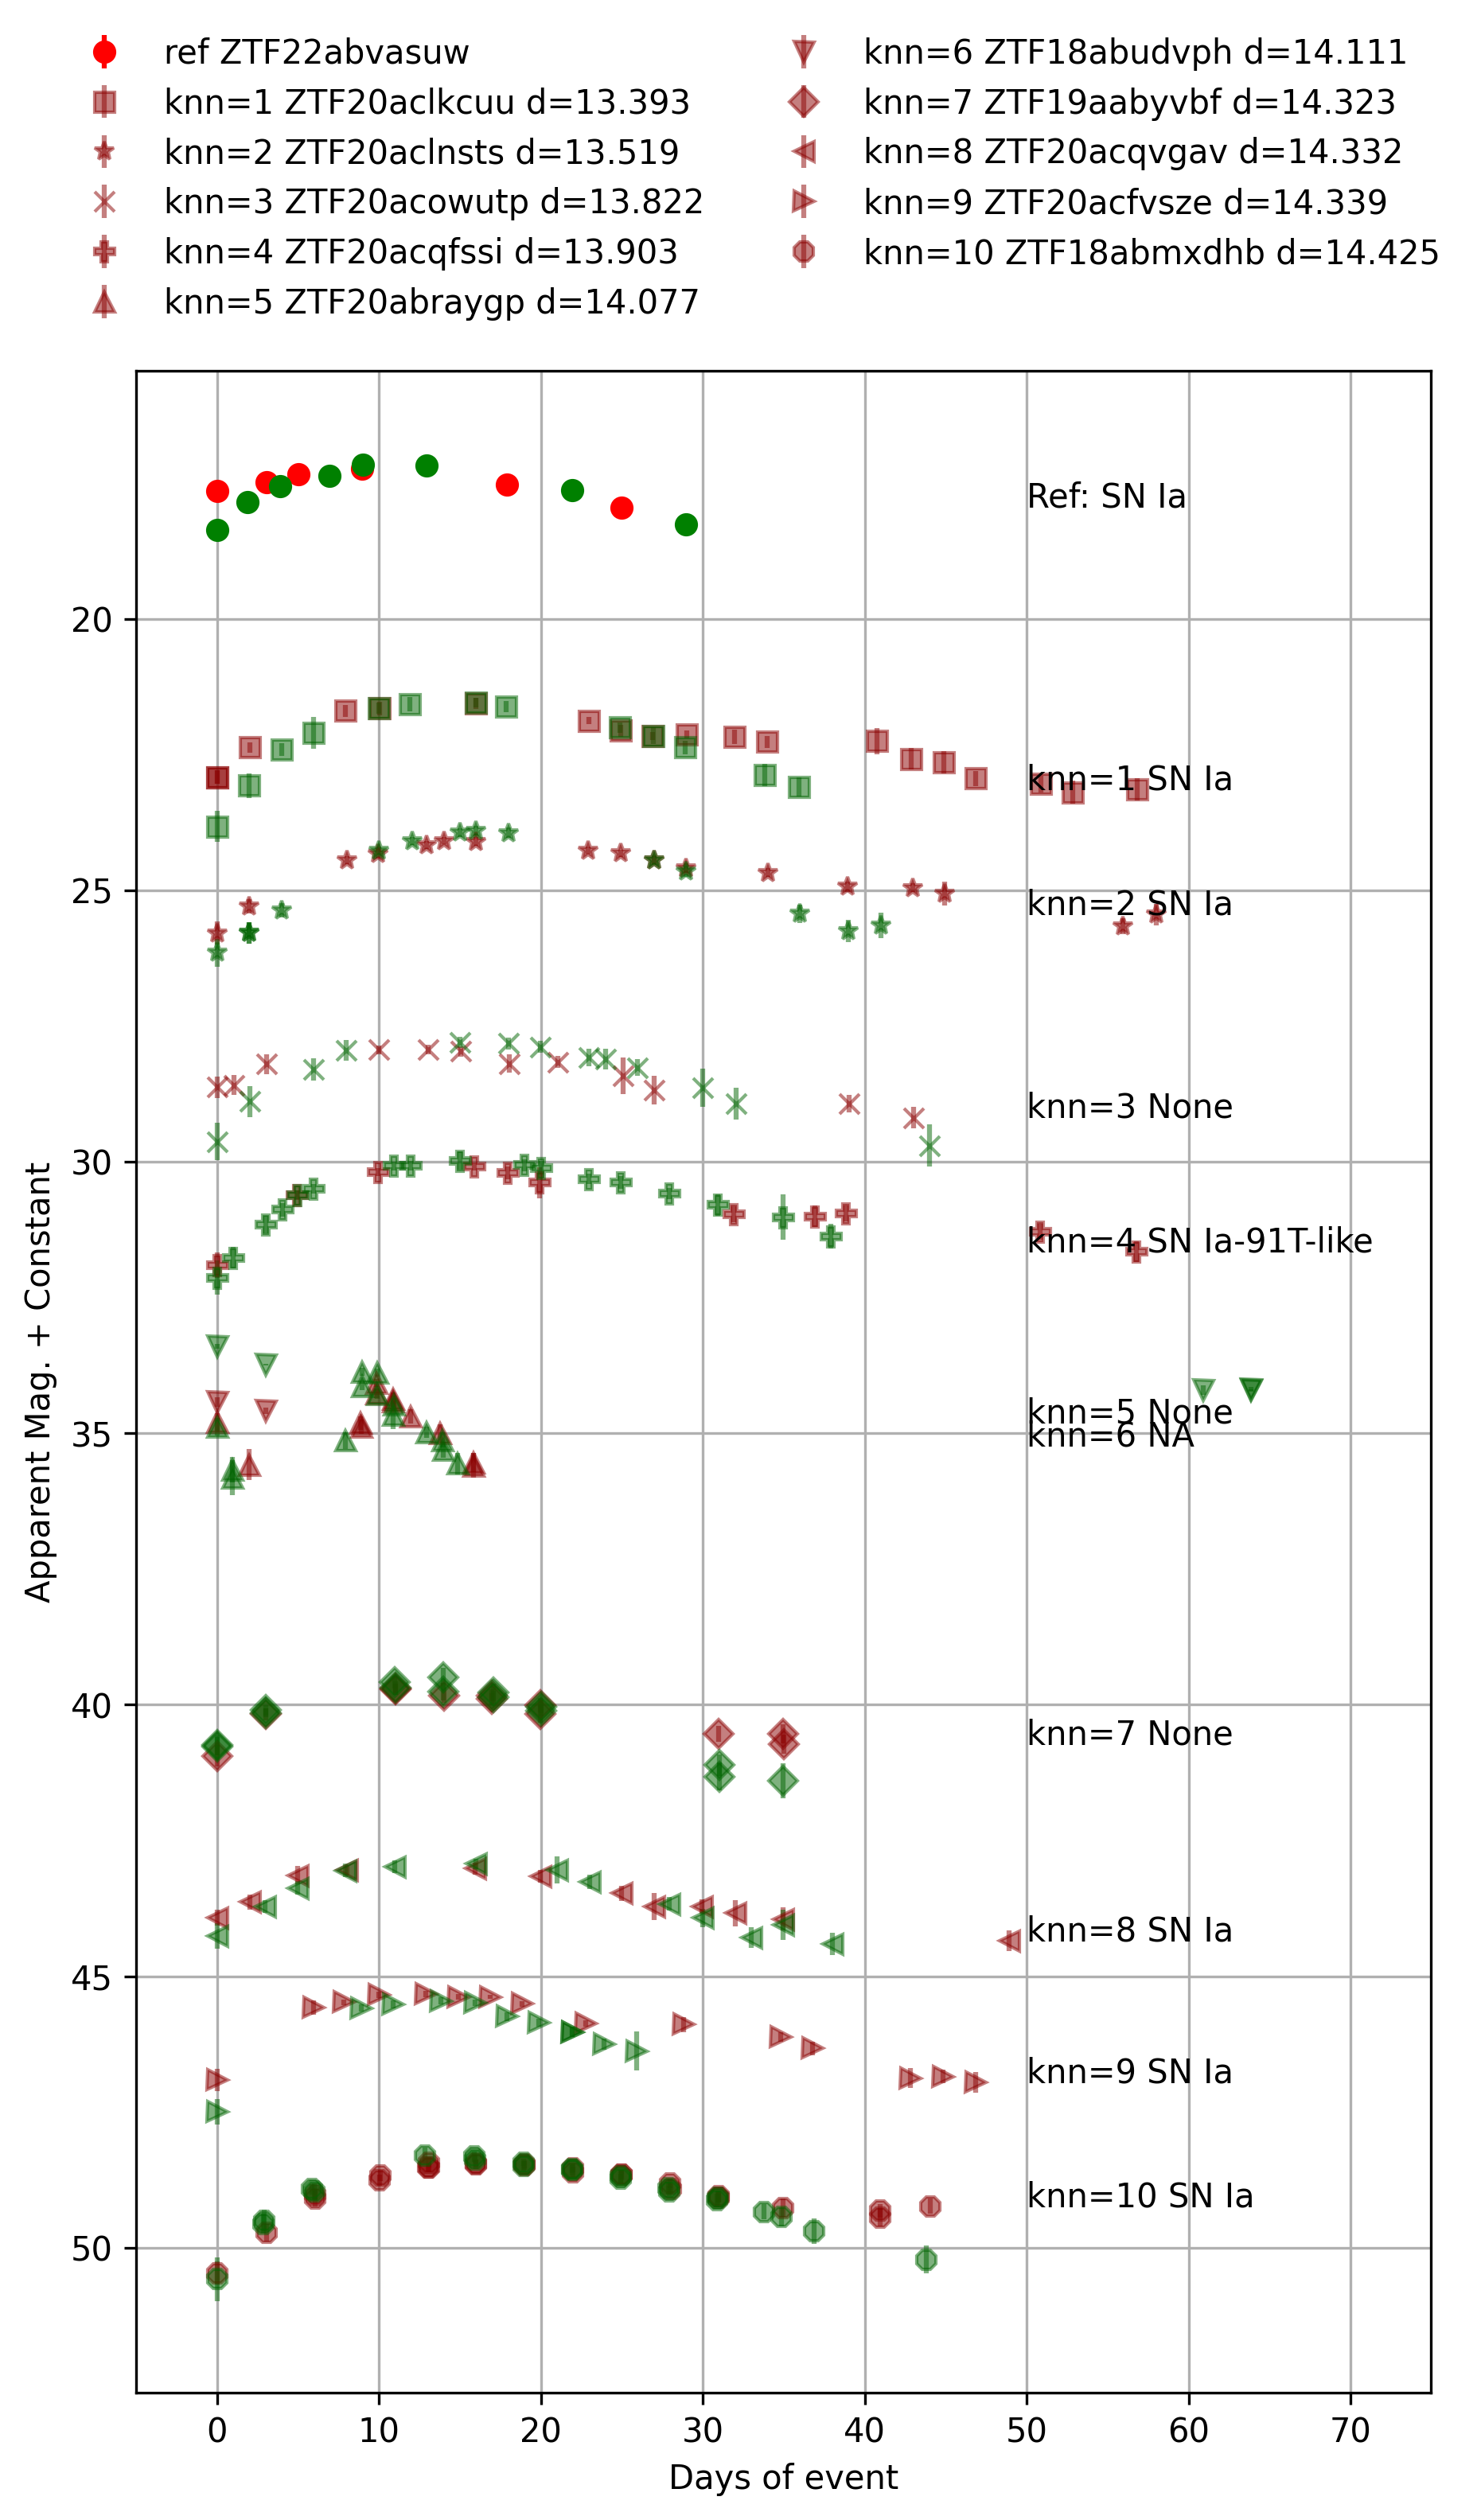 ref ZTF22abvasuw
knn=1 ZTF20aclkcuu d=13.393
knn=2 ZTF20aclnsts d=13.519
knn=3 ZTF20acowutp d=13.822
knn=4 ZTF20acqfssi d=13.903
knn=5 ZTF20abraygp d=14.077
knn=6 ZTF18abudvph d=14.111
knn=7 ZTF19aabyvbf d=14.323
knn=8 ZTF20acqvgav d=14.332
knn=9 ZTF20acfvsze d=14.339
knn=10 ZTF18abmxdhb d=14.425
Ref: SN Ia
knn=1 SN Ia
knn=2 SN Ia
knn=3 None
knn=4 SN Ia-91T-like
knn=5 None
knn=6 NA
knn=7 None
knn=8 SN Ia
knn=9 SN Ia
knn=10 SN Ia
20
25
30
35
40
45
50
Apparent Mag. + Constant
0 10 20 30 40 50 60 70
Days of event